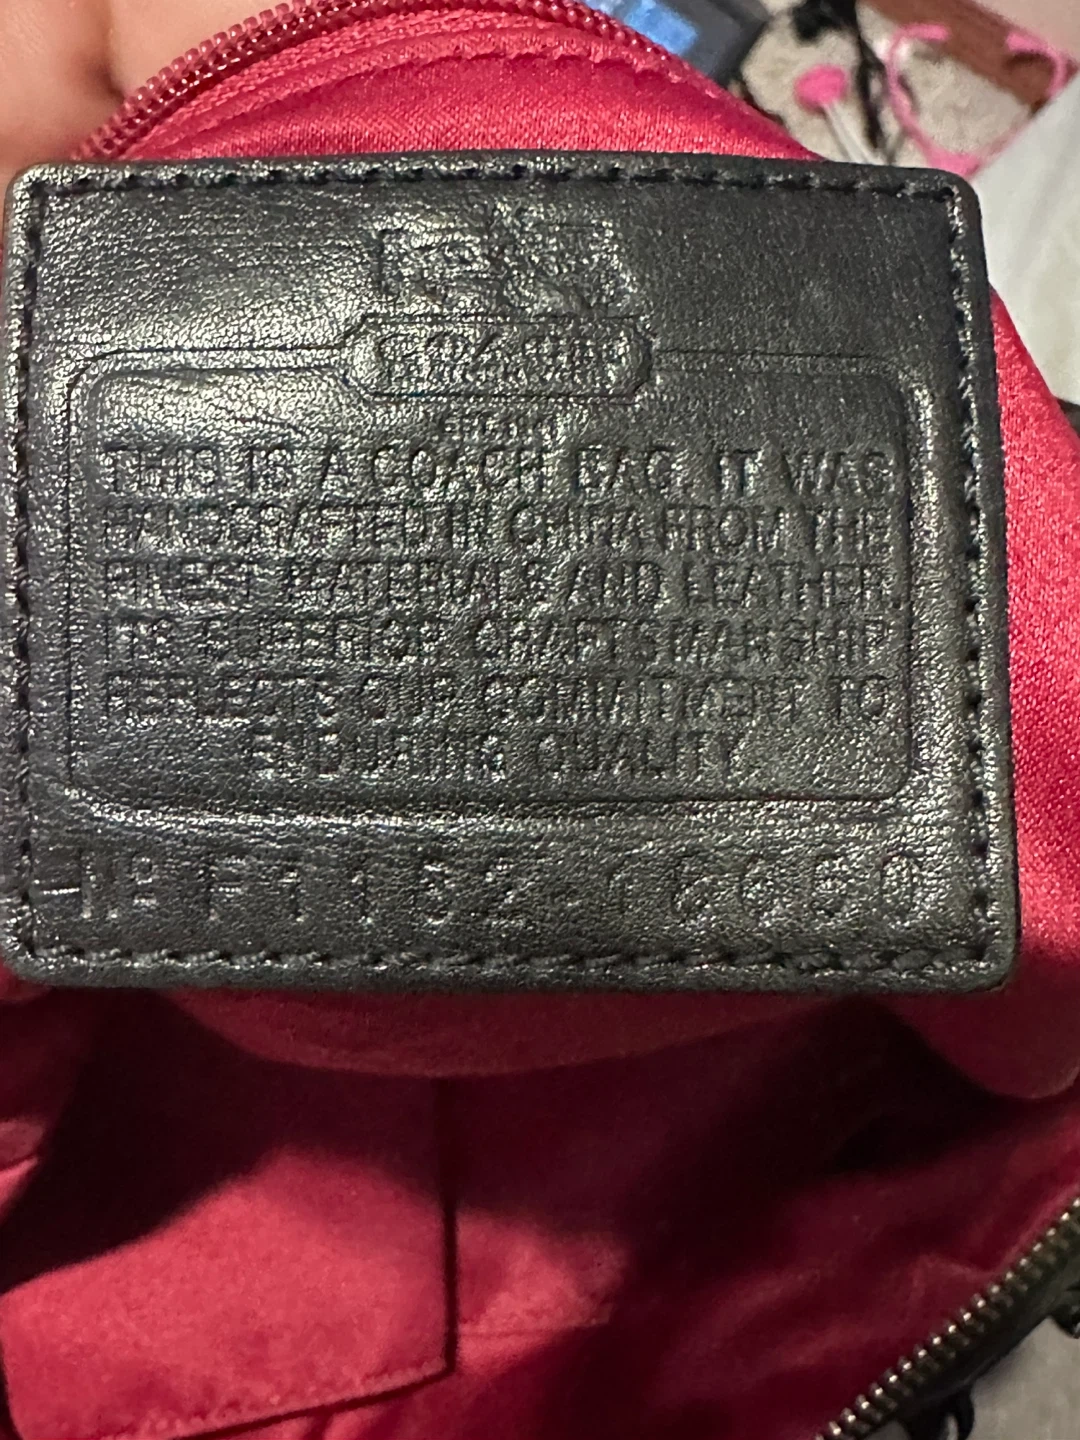 THIS IS A COACH BAG. IT WAS
HANDCRAFTED IN CHINA FROM THE
FINEST MATERIALS AND LEATHER.
ITS SUPERIOR CRAFTSMANSHIP
REFLECTS OUR COMMITMENT TO
ENDURING QUALITY.